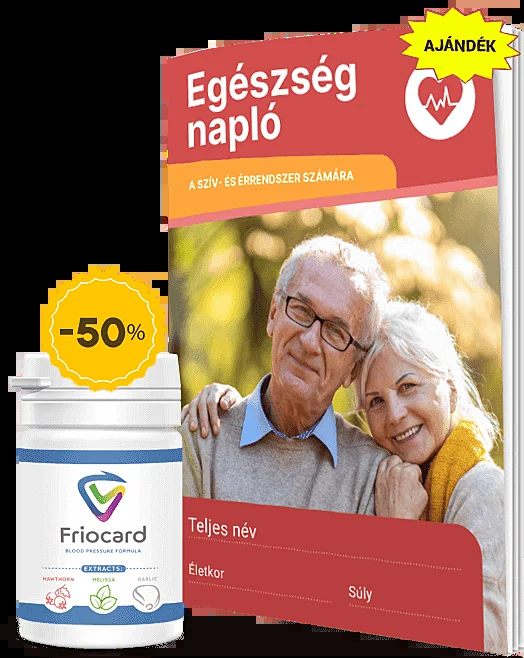 AJÁNDÉK
Egészség
napló
A SZÍV- ÉS ÉRRENDSZER SZÁMÁRA
-50%
Teljes név
Életkor
Súly
Friocard
BLOOD PRESSURE FORMULA
EXTRACTS:
HAWTHORN MELISSA GARLIC